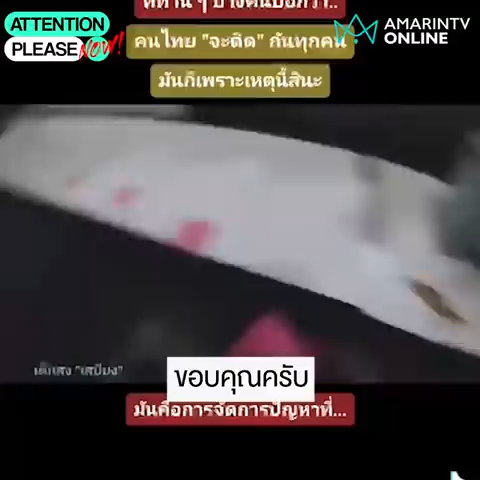 ATTENTION
PLEASE NOW!
AMARINTV
ONLINE
คนไทย "จะติด" กันทุกคน
มันก็เพราะเหตุนี้สินะ
ขอบคุณครับ
มันคือการจัดการปัญหาที่...